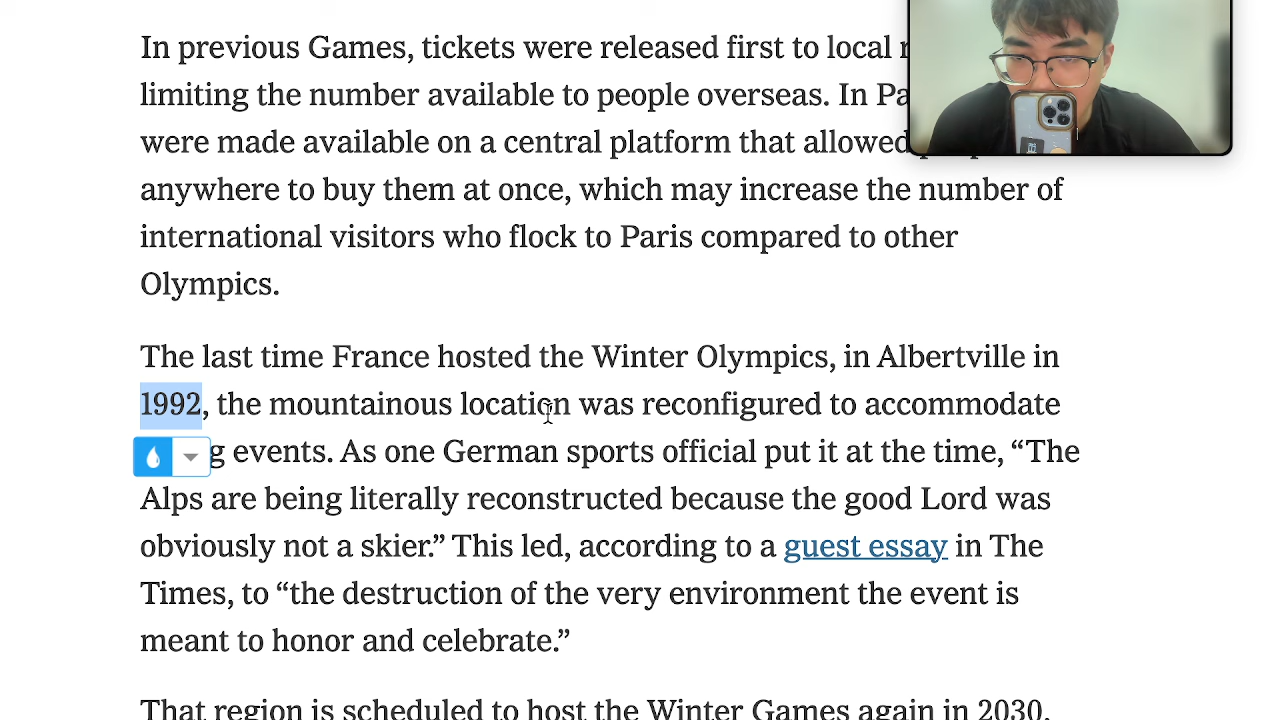 In previous Games, tickets were released first to local
limiting the number available to people overseas. In
were made available on a central platform that allowed
anywhere to buy them at once, which may increase the number of
international visitors who flock to Paris compared to other
Olympics.
The last time France hosted the Winter Olympics, in Albertville in
1992, the mountainous location was reconfigured to accommodate
events. As one German sports official put it at the time, “The
Alps are being literally reconstructed because the good Lord was
obviously not a skier.” This led, according to a guest essay in The
Times, to “the destruction of the very environment the event is
meant to honor and celebrate.”
That region is scheduled to host the Winter Games again in 2030.